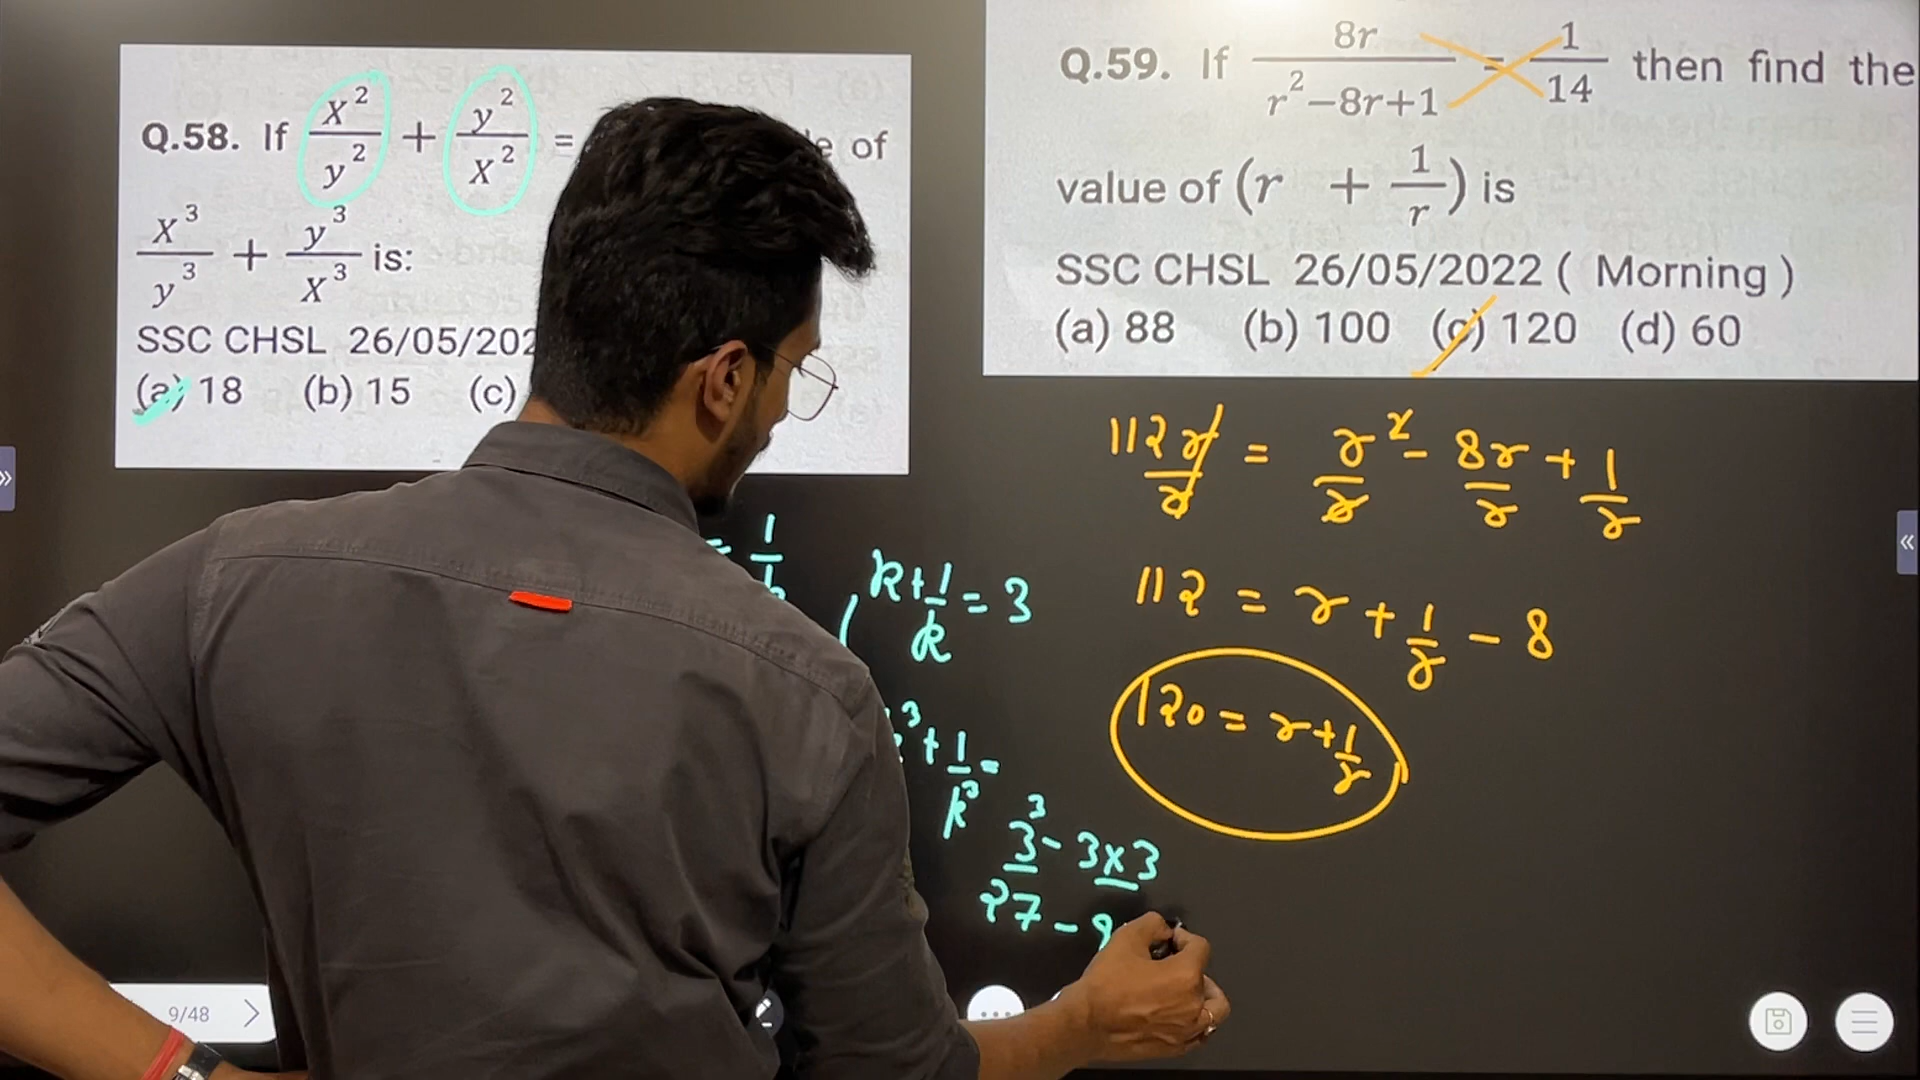 Q.58. If x²/y² + y²/x² =
of
x³/y³ + y³/x³ is:
SSC CHSL 26/05/202
(a) 18 (b) 15 (c)
Q.59. If 8r/r²−8r+1 = 1/14 then find the
value of (r + 1/r) is
SSC CHSL 26/05/2022 ( Morning )
(a) 88 (b) 100 (c) 120 (d) 60
112r/r = r²/r - 8r/r + 1/r
112 = r + 1/r - 8
120 = r + 1/r
k + 1/k = 3
³ + 1/k³ =
3³ - 3x3
27 - 9
9/48